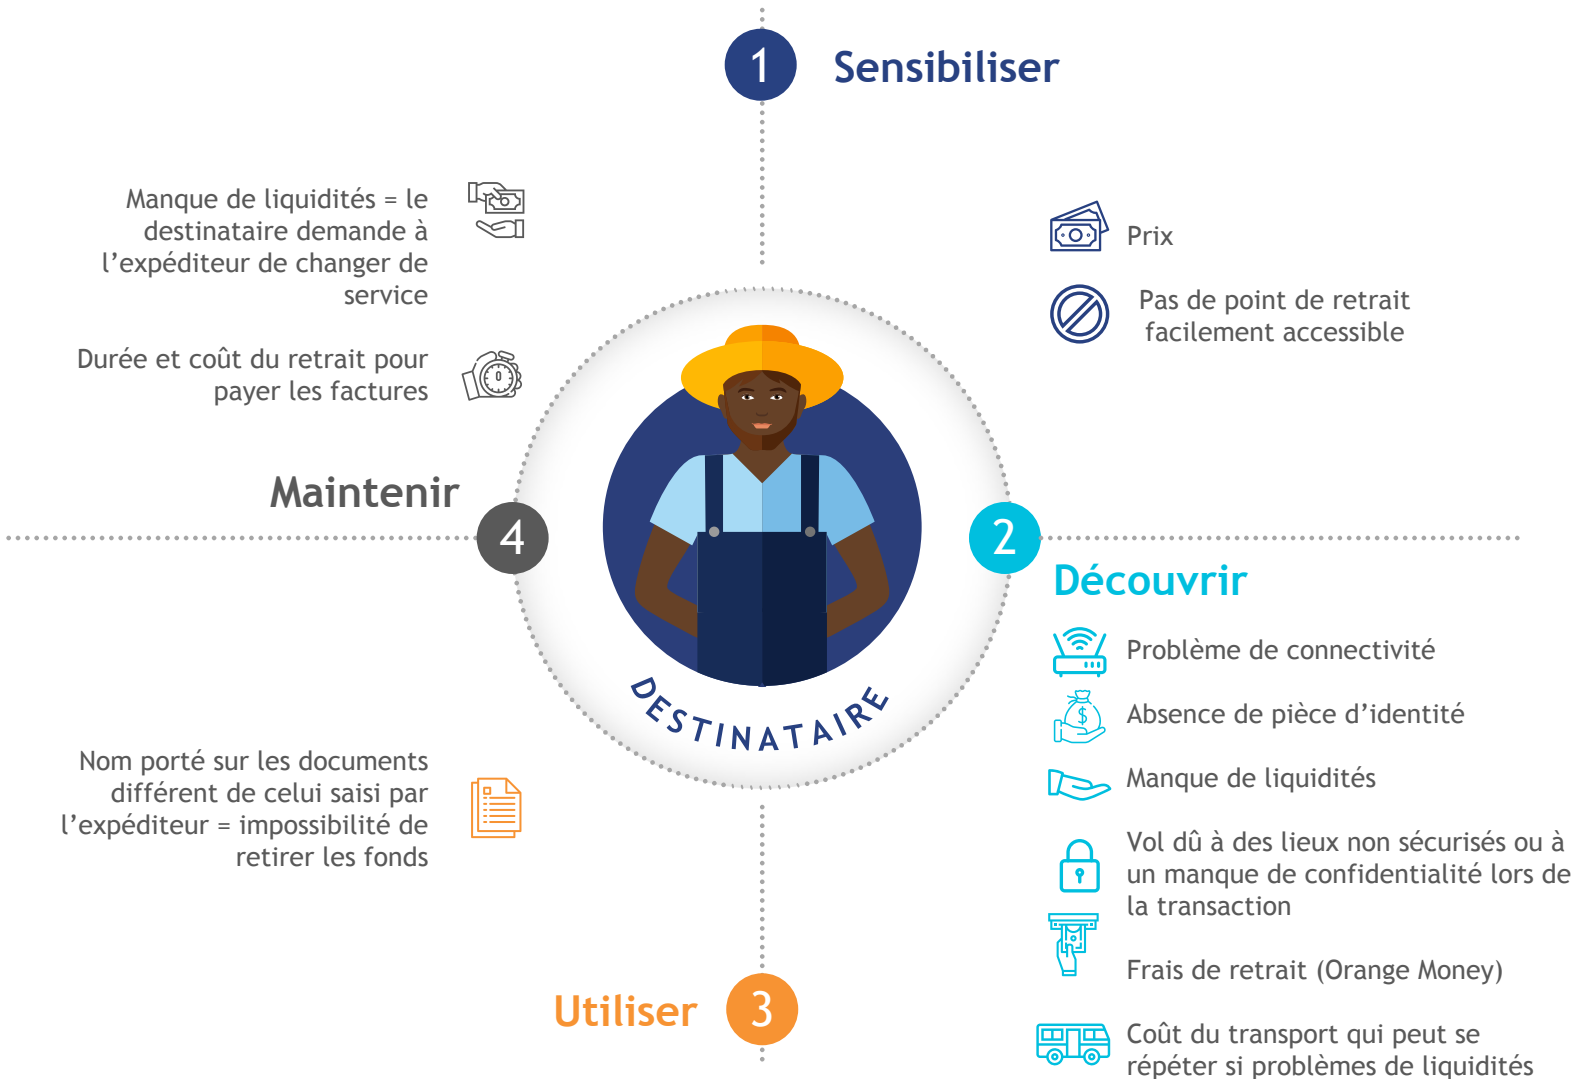 1
Sensibiliser
Prix
Pas de point de retrait
facilement accessible
2
Découvrir
Problème de connectivité
Absence de pièce d’identité
Manque de liquidités
Vol dû à des lieux non sécurisés ou à
un manque de confidentialité lors de
la transaction
Frais de retrait (Orange Money)
Coût du transport qui peut se
répéter si problèmes de liquidités
3
Utiliser
Nom porté sur les documents
différent de celui saisi par
l’expéditeur = impossibilité de
retirer les fonds
4
Maintenir
Manque de liquidités = le
destinataire demande à
l’expéditeur de changer de
service
Durée et coût du retrait pour
payer les factures
DESTINATAIRE